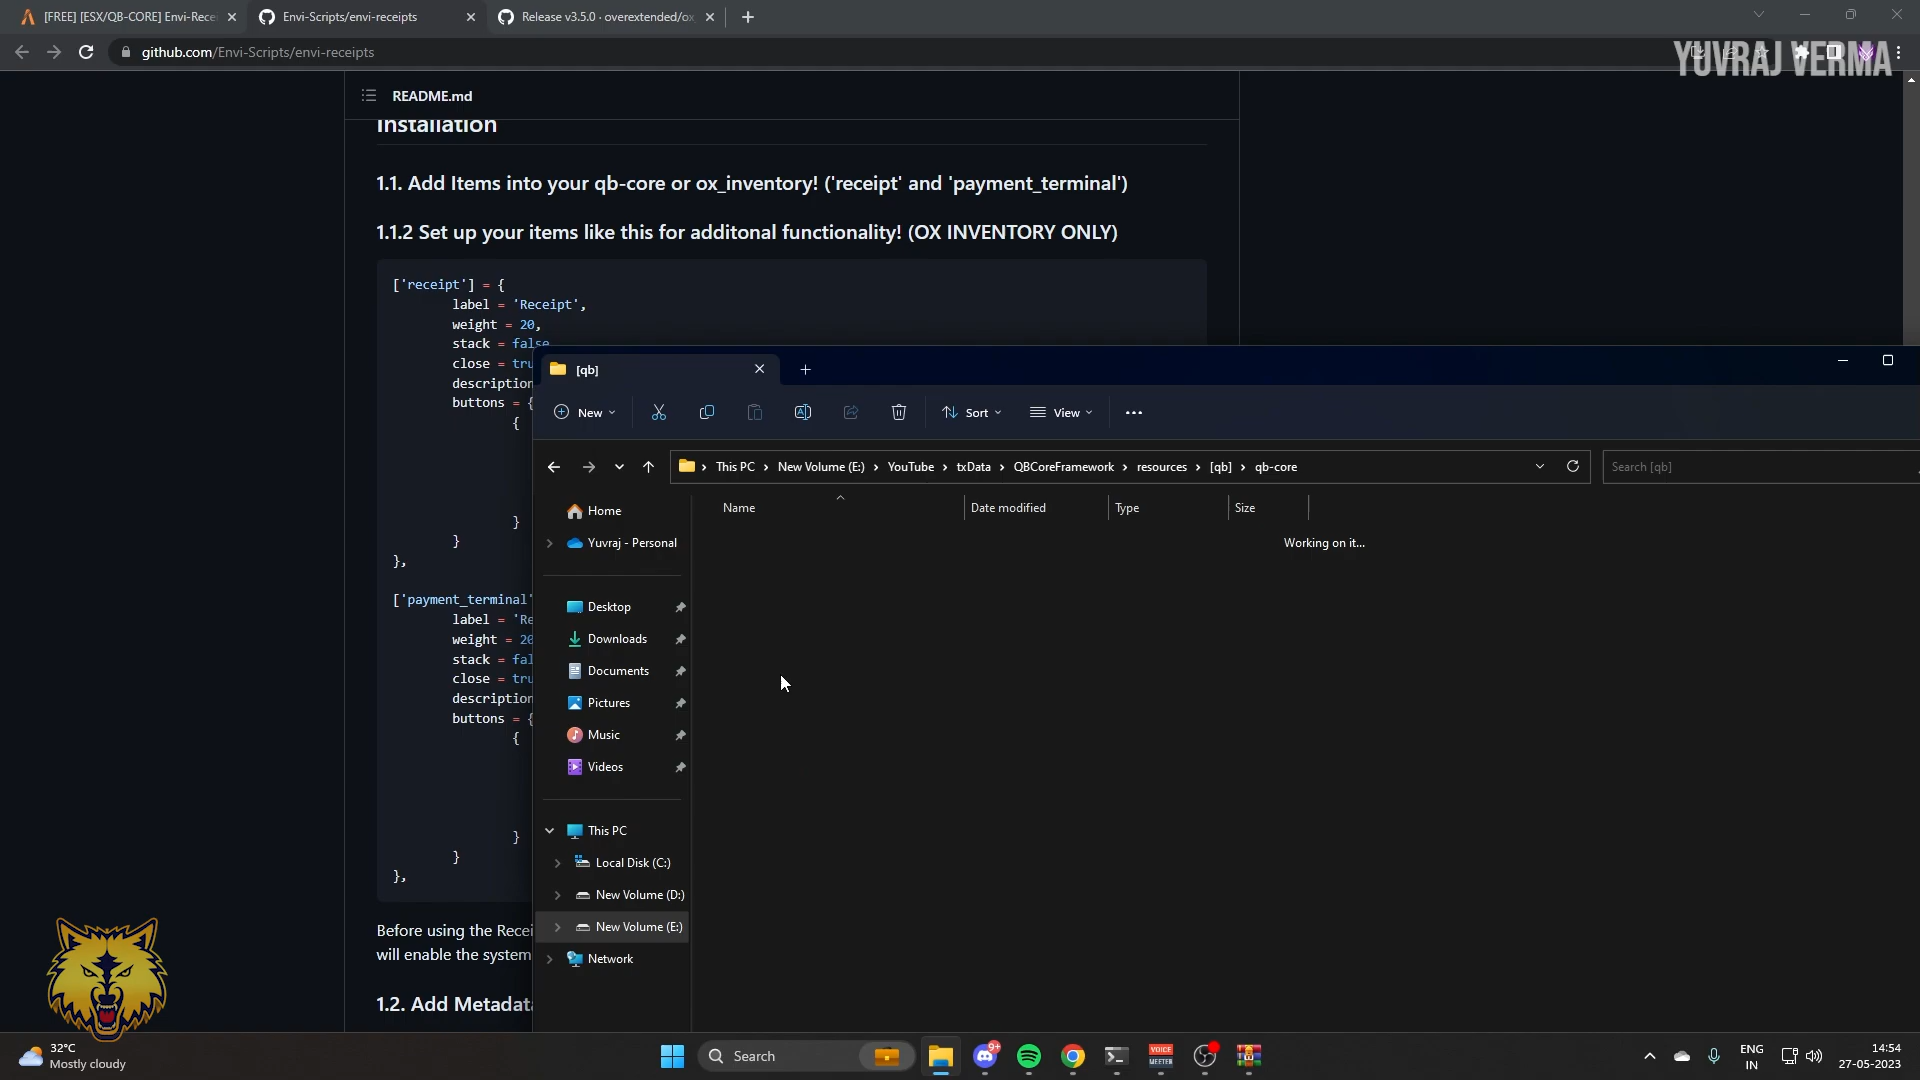 [FREE] [ESX/QB-CORE] Envi-Rece
Envi-Scripts/envi-receipts
Release v3.5.0 · overextended/ox
github.com/Envi-Scripts/envi-receipts
YUVRAJ VERMA
README.md
Installation
1.1. Add Items into your qb-core or ox_inventory! ('receipt' and 'payment_terminal')
1.1.2 Set up your items like this for additonal functionality! (OX INVENTORY ONLY)
['receipt'] = {
label = 'Receipt',
weight = 20,
stack = false
close = tru
description
buttons = {
{
}
}
},
['payment_terminal'
label = 'Re
weight = 20
stack = fal
close = tru
description
buttons = {
{
}
}
},
Before using the Recei
will enable the system
1.2. Add Metadata
[qb]
New
Sort
View
This PC > New Volume (E:) > YouTube > txData > QBCoreFramework > resources > [qb] > qb-core
Search [qb]
Name
Date modified
Type
Size
Working on it...
Home
Yuvraj - Personal
Desktop
Downloads
Documents
Pictures
Music
Videos
This PC
Local Disk (C:)
New Volume (D:)
New Volume (E:)
Network
32°C
Mostly cloudy
Search
9+
VOICE
MEETER
ENG
IN
14:54
27-05-2023